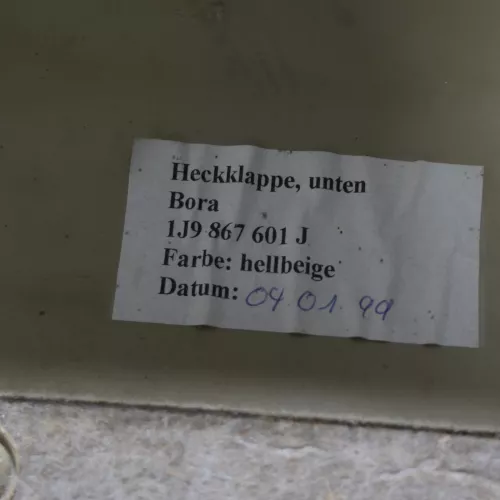 Heckklappe, unten
Bora
1J9 867 601 J
Farbe: hellbeige
Datum: 04.01.99